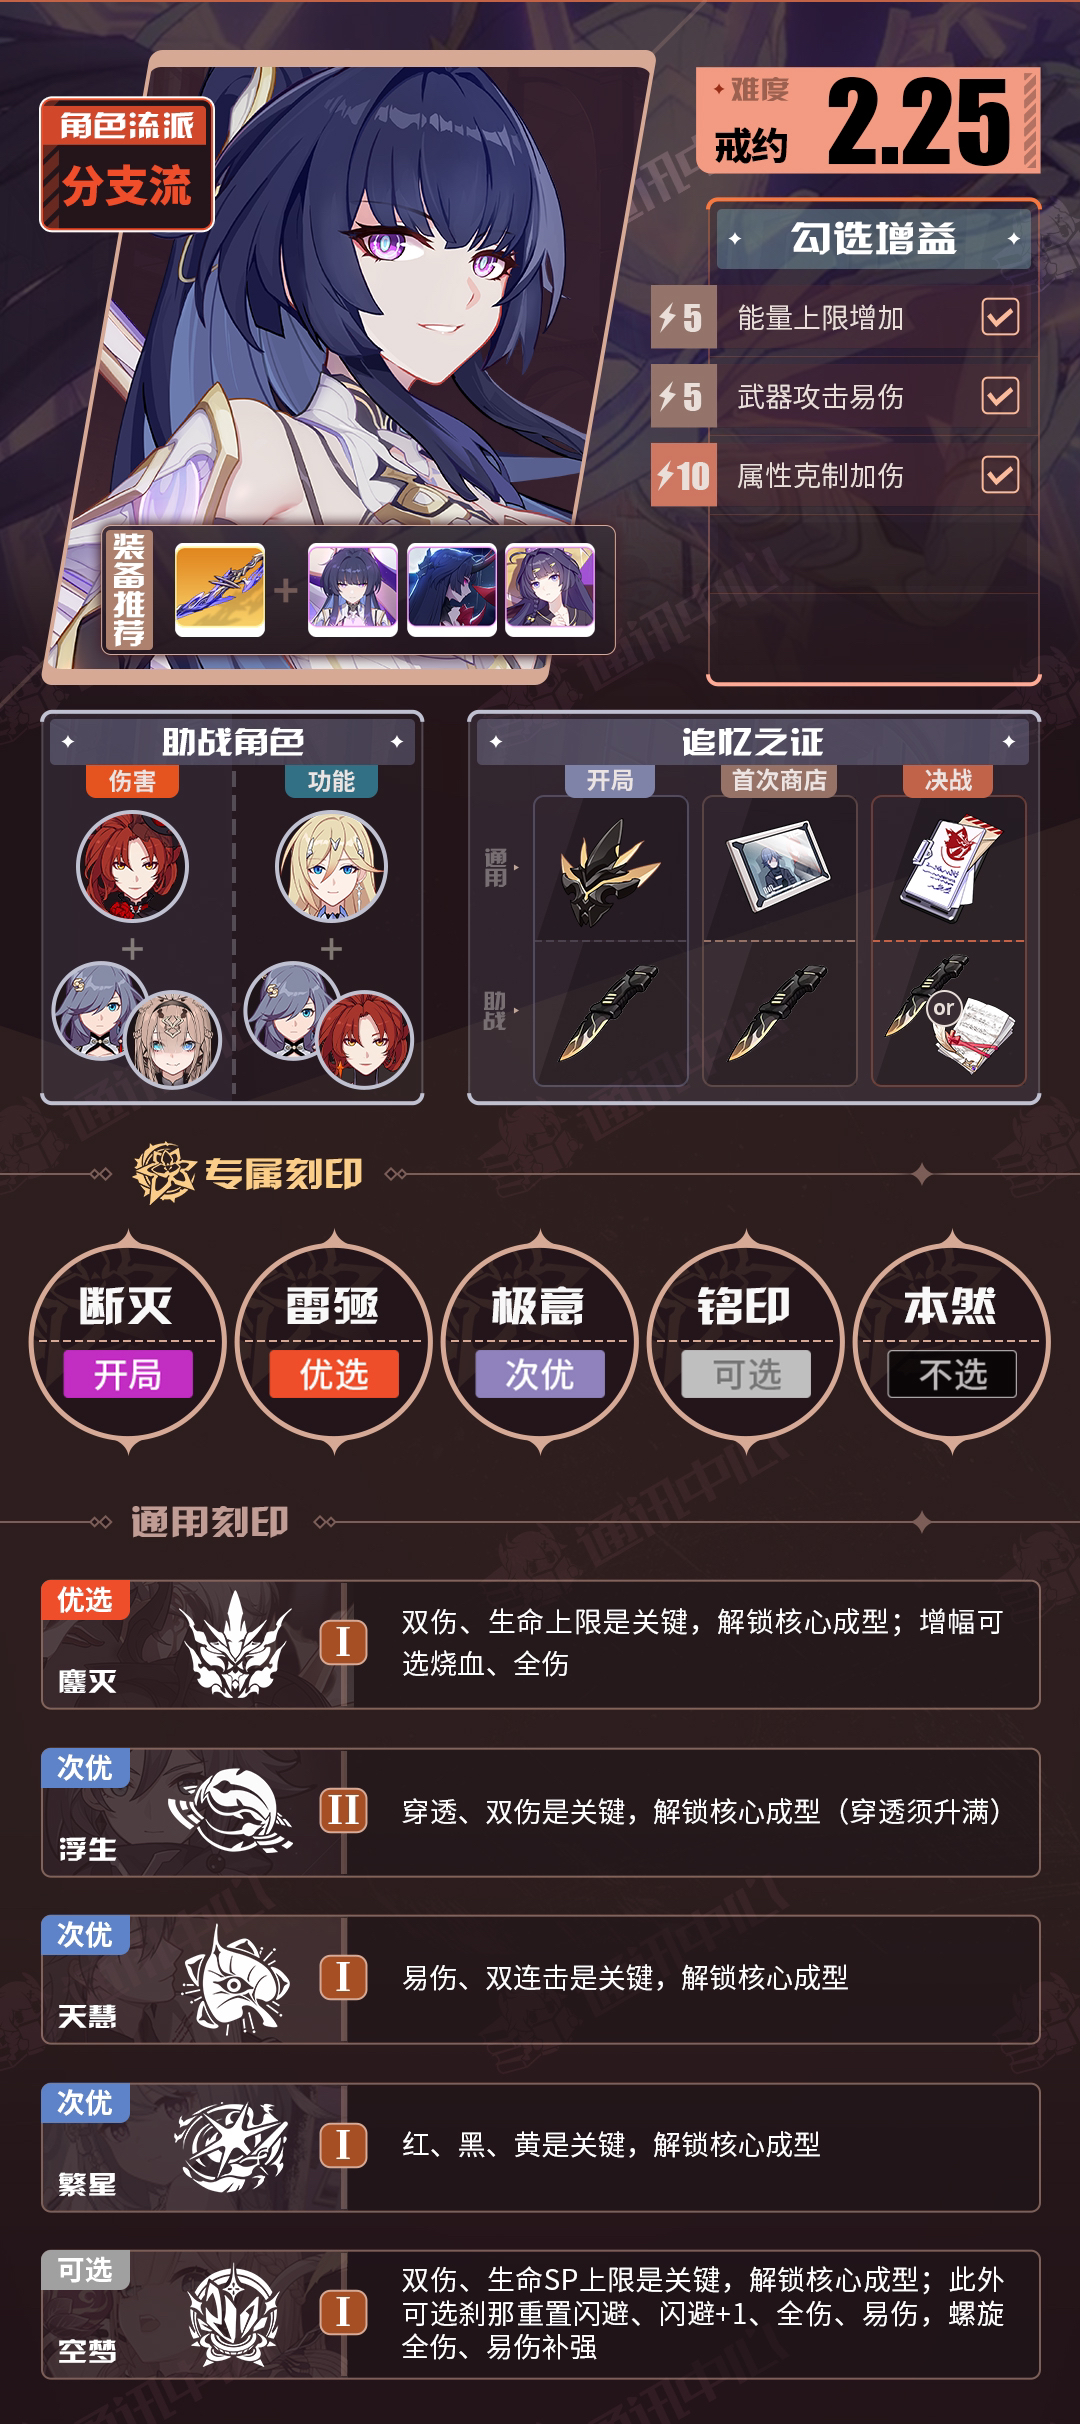 角色流派
分支流
难度
戒约
2.25
勾选增益
5 能量上限增加
5 武器攻击易伤
10 属性克制加伤
装备推荐
助战角色
伤害
功能
追忆之证
开局
首次商店
决战
通用
助战
or
专属刻印
断灭
开局
雷殛
优选
极意
次优
铭印
可选
本然
不选
通用刻印
优选
鏖灭
I
双伤、生命上限是关键，解锁核心成型；增幅可
选烧血、全伤
次优
浮生
II
穿透、双伤是关键，解锁核心成型（穿透须升满）
次优
天慧
I
易伤、双连击是关键，解锁核心成型
次优
繁星
I
红、黑、黄是关键，解锁核心成型
可选
空梦
I
双伤、生命SP上限是关键，解锁核心成型；此外
可选刹那重置闪避、闪避+1、全伤、易伤，螺旋
全伤、易伤补强